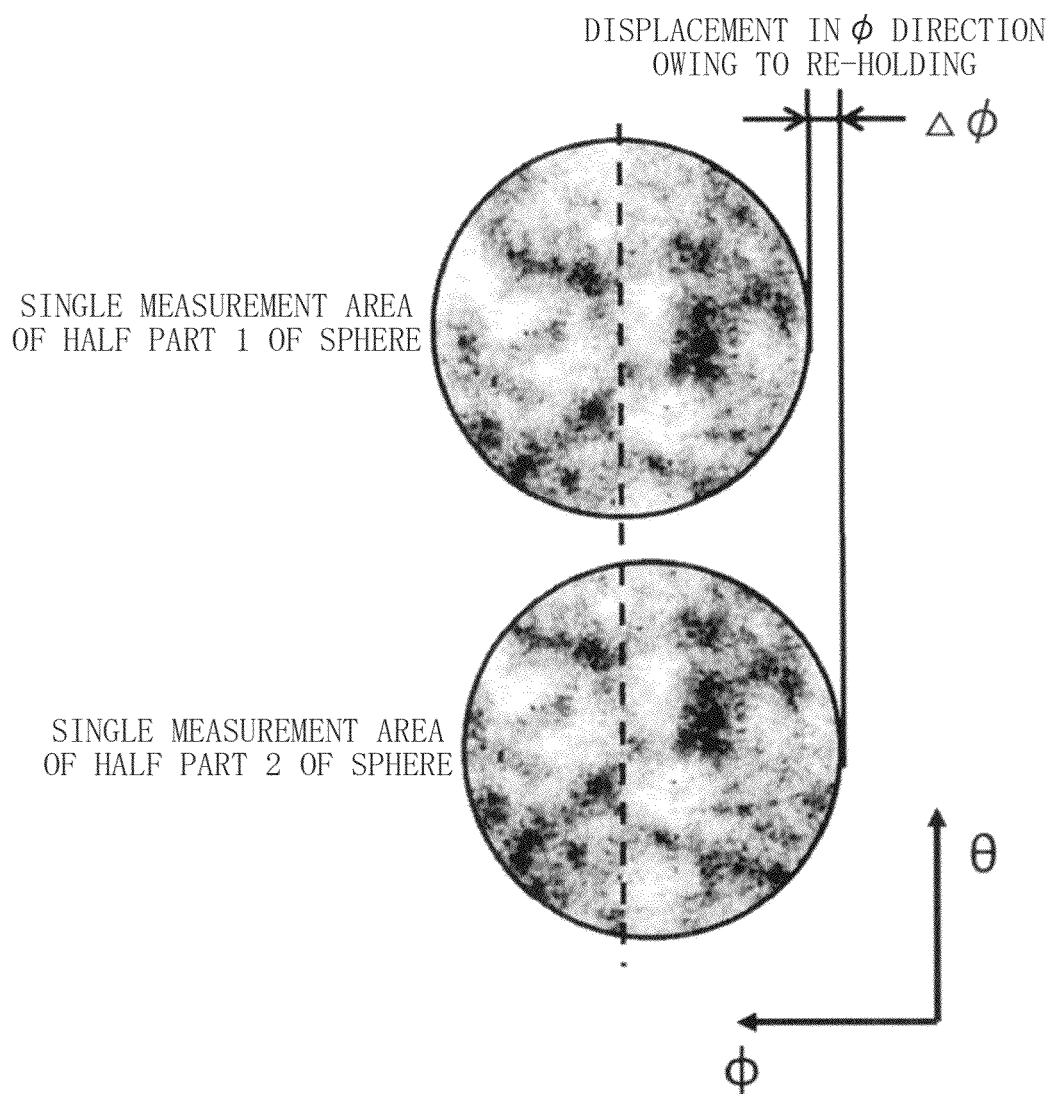 DISPLACEMENT IN ϕ DIRECTION
OWING TO RE-HOLDING
△ϕ
SINGLE MEASUREMENT AREA
OF HALF PART 1 OF SPHERE
SINGLE MEASUREMENT AREA
OF HALF PART 2 OF SPHERE
θ
ϕ